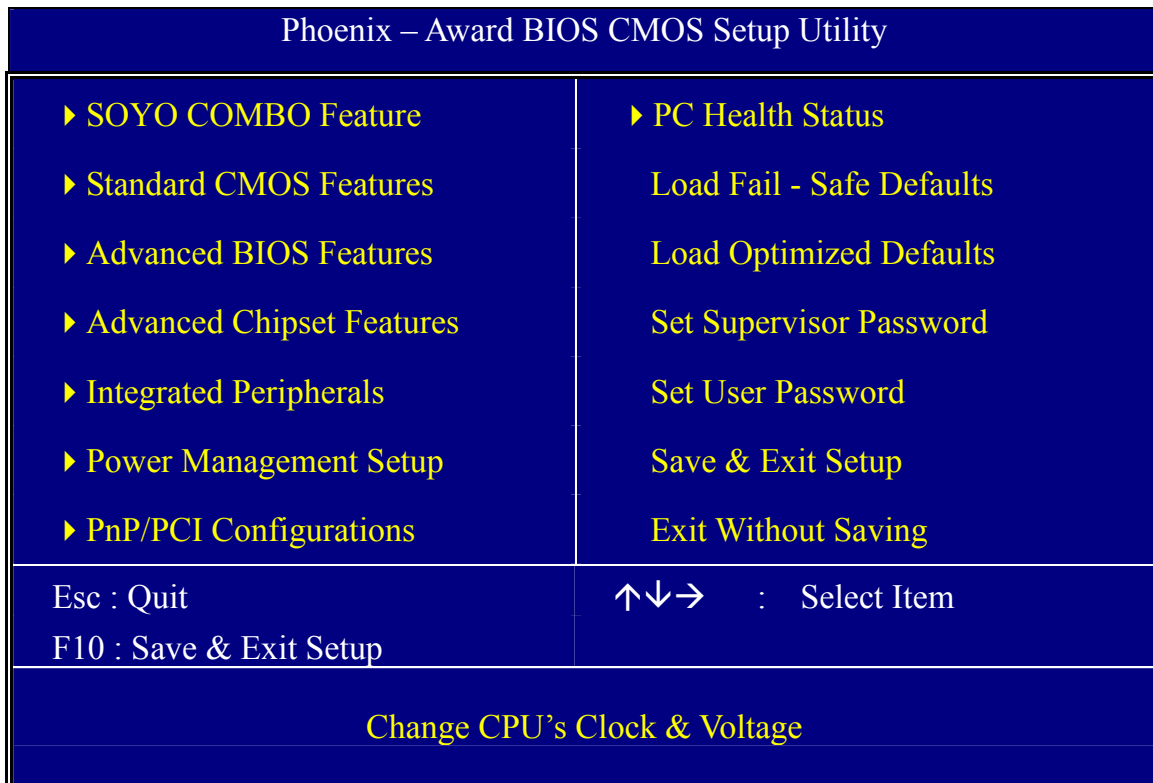 Phoenix – Award BIOS CMOS Setup Utility
SOYO COMBO Feature
Standard CMOS Features
Advanced BIOS Features
Advanced Chipset Features
Integrated Peripherals
Power Management Setup
PnP/PCI Configurations
PC Health Status
Load Fail - Safe Defaults
Load Optimized Defaults
Set Supervisor Password
Set User Password
Save & Exit Setup
Exit Without Saving
Esc : Quit
F10 : Save & Exit Setup
↑↓→ : Select Item
Change CPU’s Clock & Voltage